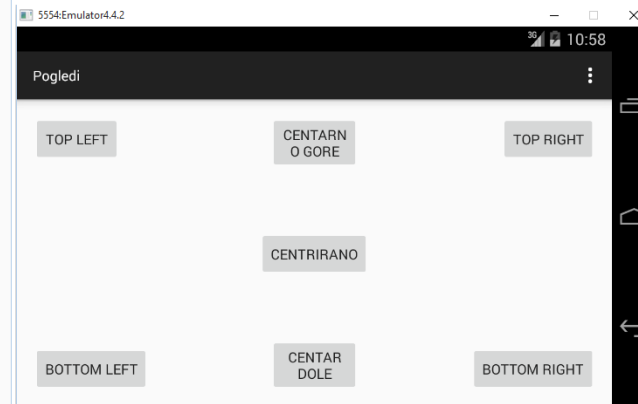 5554:Emulator4.4.2
3G 10:58
Pogledi
TOP LEFT
CENTARN
O GORE
TOP RIGHT
CENTRIRANO
BOTTOM LEFT
CENTAR
DOLE
BOTTOM RIGHT